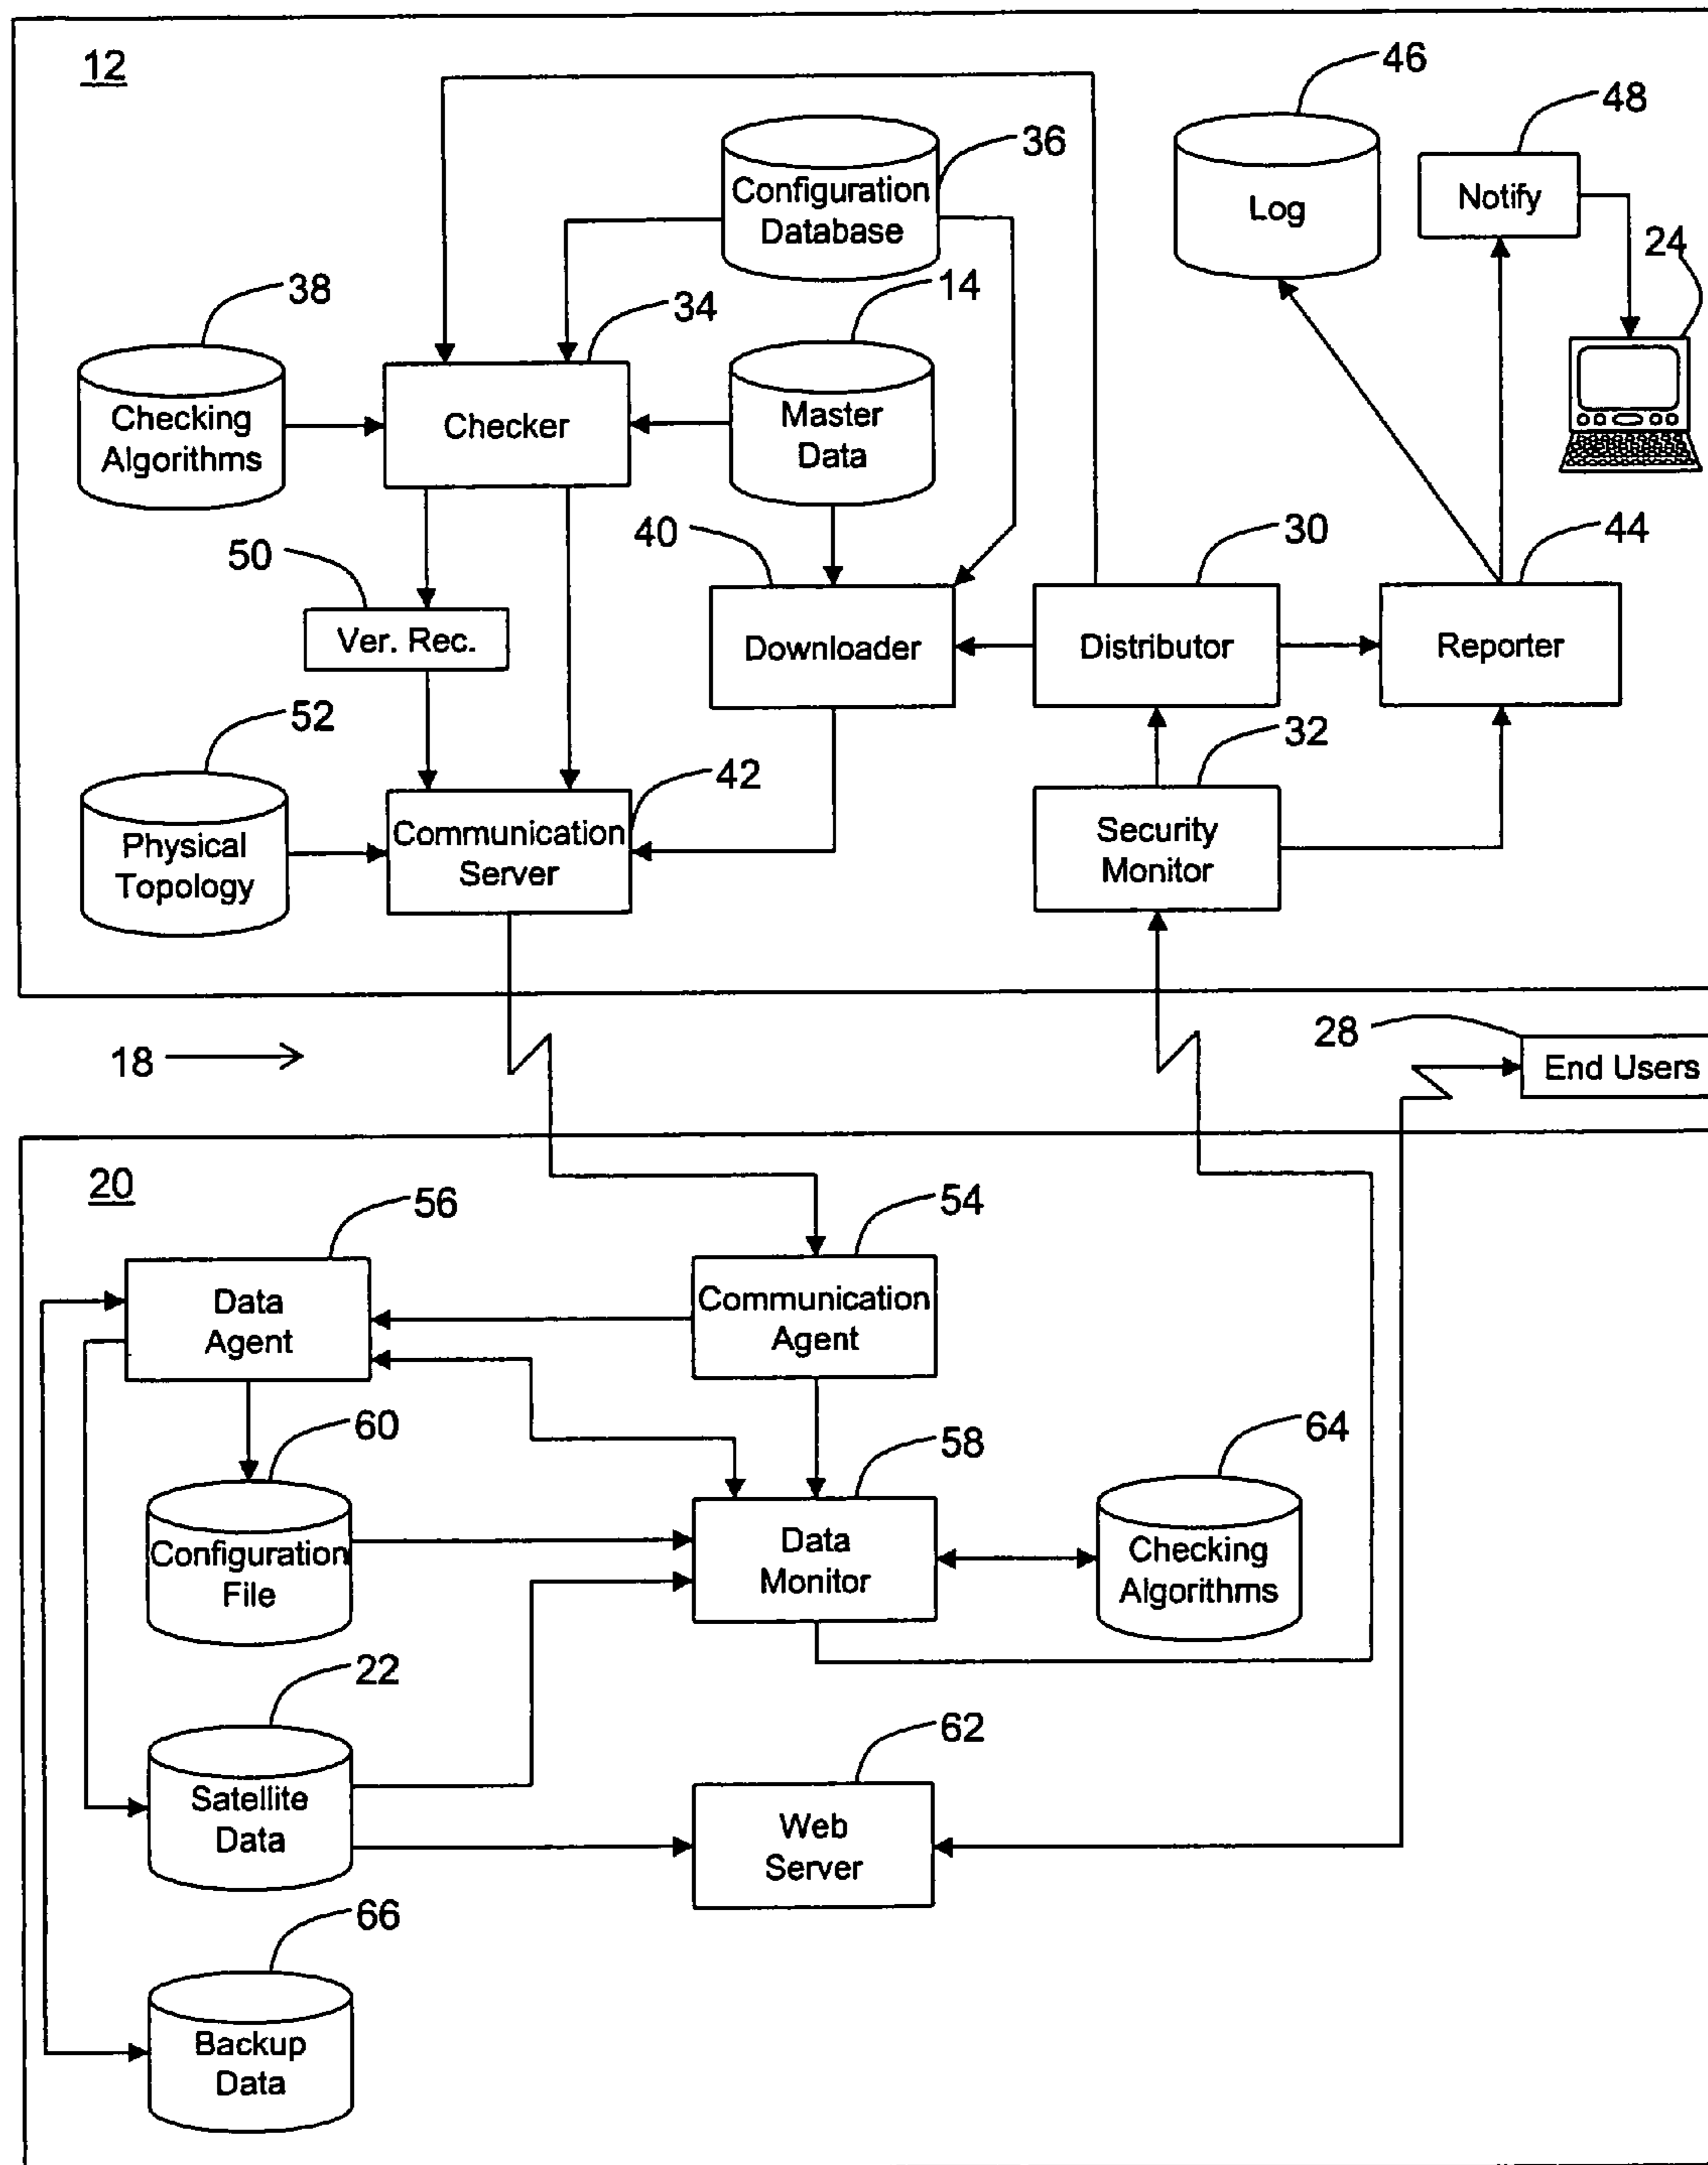 12
46
48
36
Configuration
Database
Log
Notify
24
38
34
14
Checking
Algorithms
Checker
Master
Data
50
40
30
44
Ver. Rec.
Downloader
Distributor
Reporter
52
42
32
Physical
Topology
Communication
Server
Security
Monitor
18
28
End Users
20
56
54
Data
Agent
Communication
Agent
60
58
64
Configuration
File
Data
Monitor
Checking
Algorithms
22
62
Satellite
Data
Web
Server
66
Backup
Data